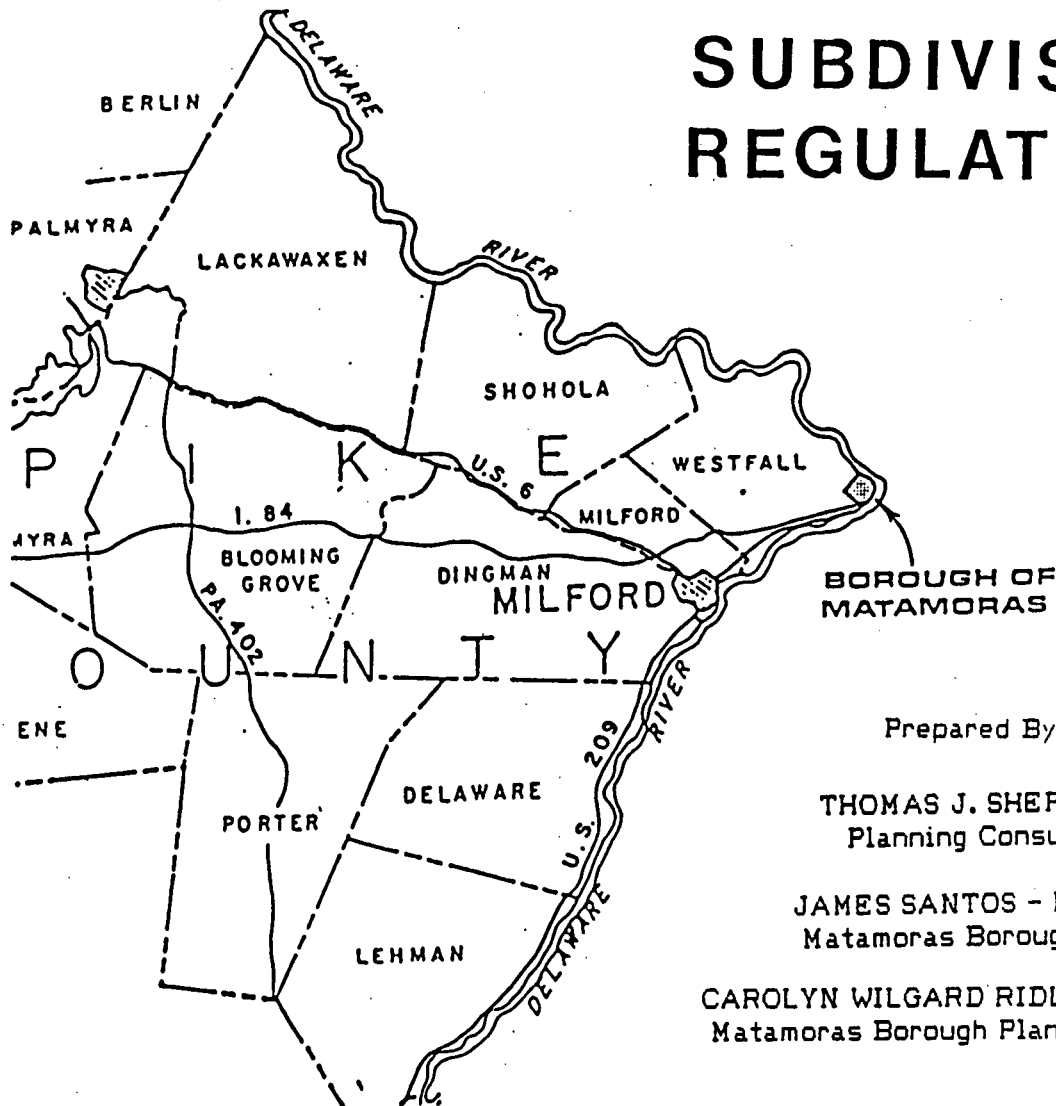 SUBDIVIS
REGULAT
DELAWARE
BERLIN
PALMYRA
LACKAWAXEN
RIVER
SHOHOLA
P I K E
U.S. 6
WESTFALL
MILFORD
I. 84
MYRA
BLOOMING
GROVE
DINGMAN
MILFORD
BOROUGH OF
MATAMORAS
PA. 402
O U N T Y
RIVER
ENE
209
Prepared By
DELAWARE
PORTER
U.S.
THOMAS J. SHER
Planning Consu
JAMES SANTOS -
Matamoras Boroug
LEHMAN
DELAWARE
CAROLYN WILGARD RIDL
Matamoras Borough Plan